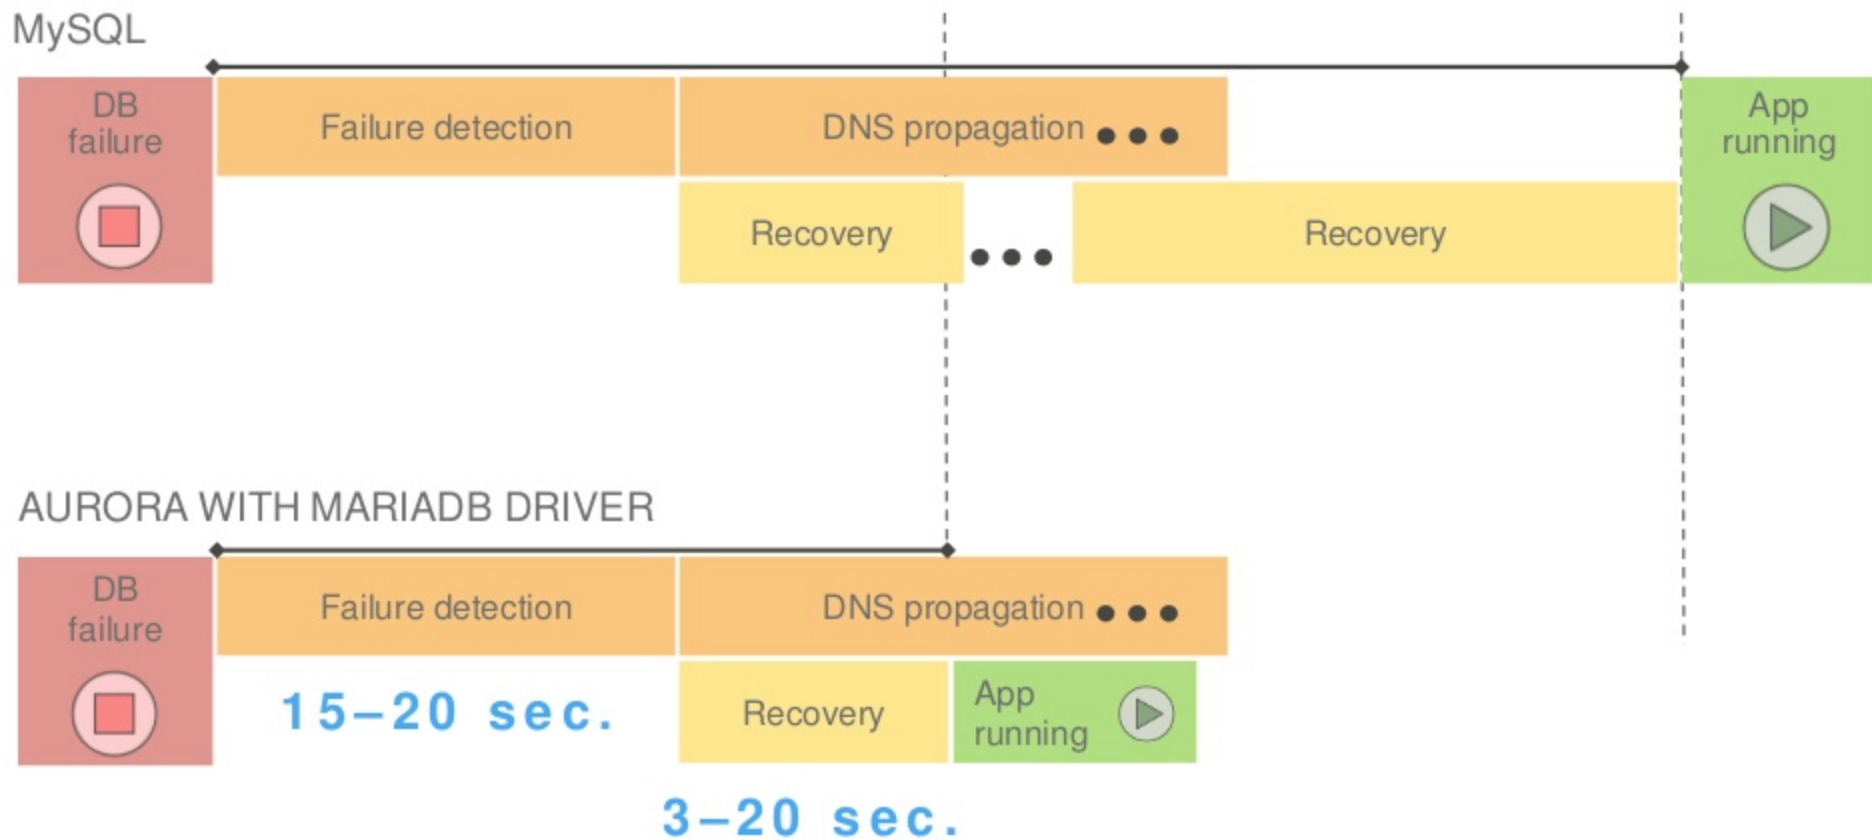 MySQL
DB
failure
Failure detection
DNS propagation •••
App
running
Recovery
•••
Recovery
AURORA WITH MARIADB DRIVER
DB
failure
Failure detection
DNS propagation •••
15–20 sec.
Recovery
App
running
3–20 sec.